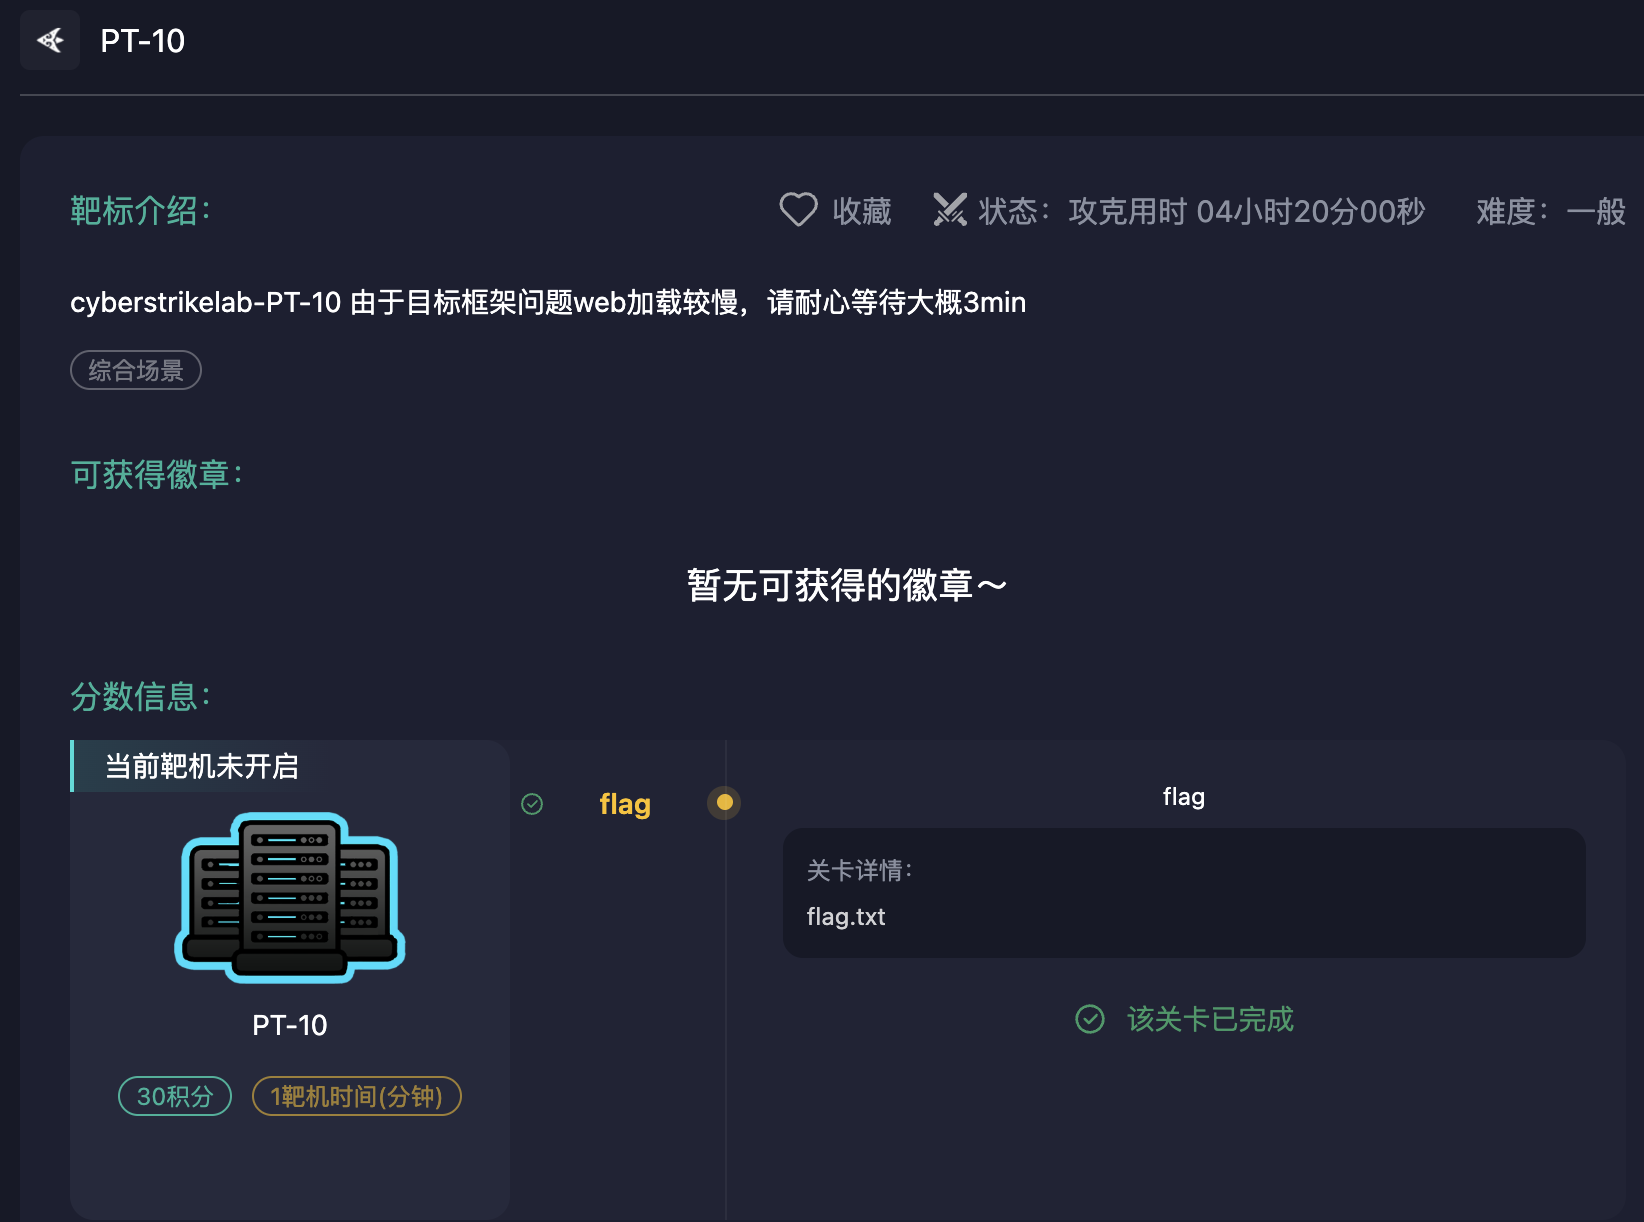 PT-10
靶标介绍：
收藏
状态： 攻克用时 04小时20分00秒
难度： 一般
cyberstrikelab-PT-10 由于目标框架问题web加载较慢，请耐心等待大概3min
综合场景
可获得徽章：
暂无可获得的徽章～
分数信息：
当前靶机未开启
flag
flag
关卡详情：
flag.txt
该关卡已完成
PT-10
30积分
1靶机时间(分钟)